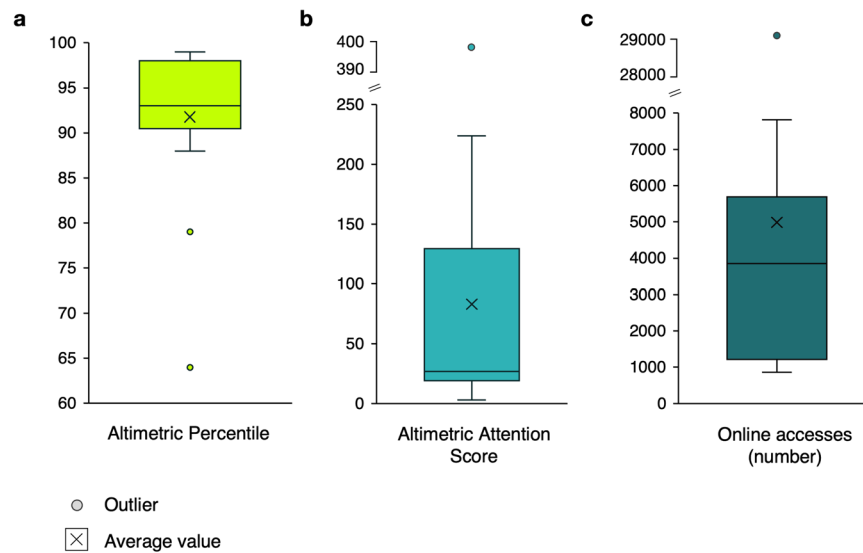 a
100
95
90
85
80
75
70
65
60
Altimetric Percentile
b
400
390
250
200
150
100
50
0
Altimetric Attention
Score
c
29000
28000
8000
7000
6000
5000
4000
3000
2000
1000
0
Online accesses
(number)
Outlier
Average value